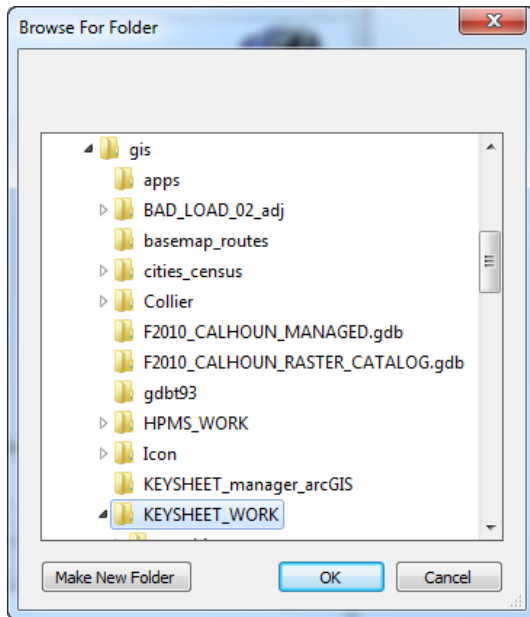 Browse For Folder
gis
apps
BAD_LOAD_02_adj
basemap_routes
cities_census
Collier
F2010_CALHOUN_MANAGED.gdb
F2010_CALHOUN_RASTER_CATALOG.gdb
gdbt93
HPMS_WORK
Icon
KEYSHEET_manager_arcGIS
KEYSHEET_WORK
Make New Folder
OK
Cancel